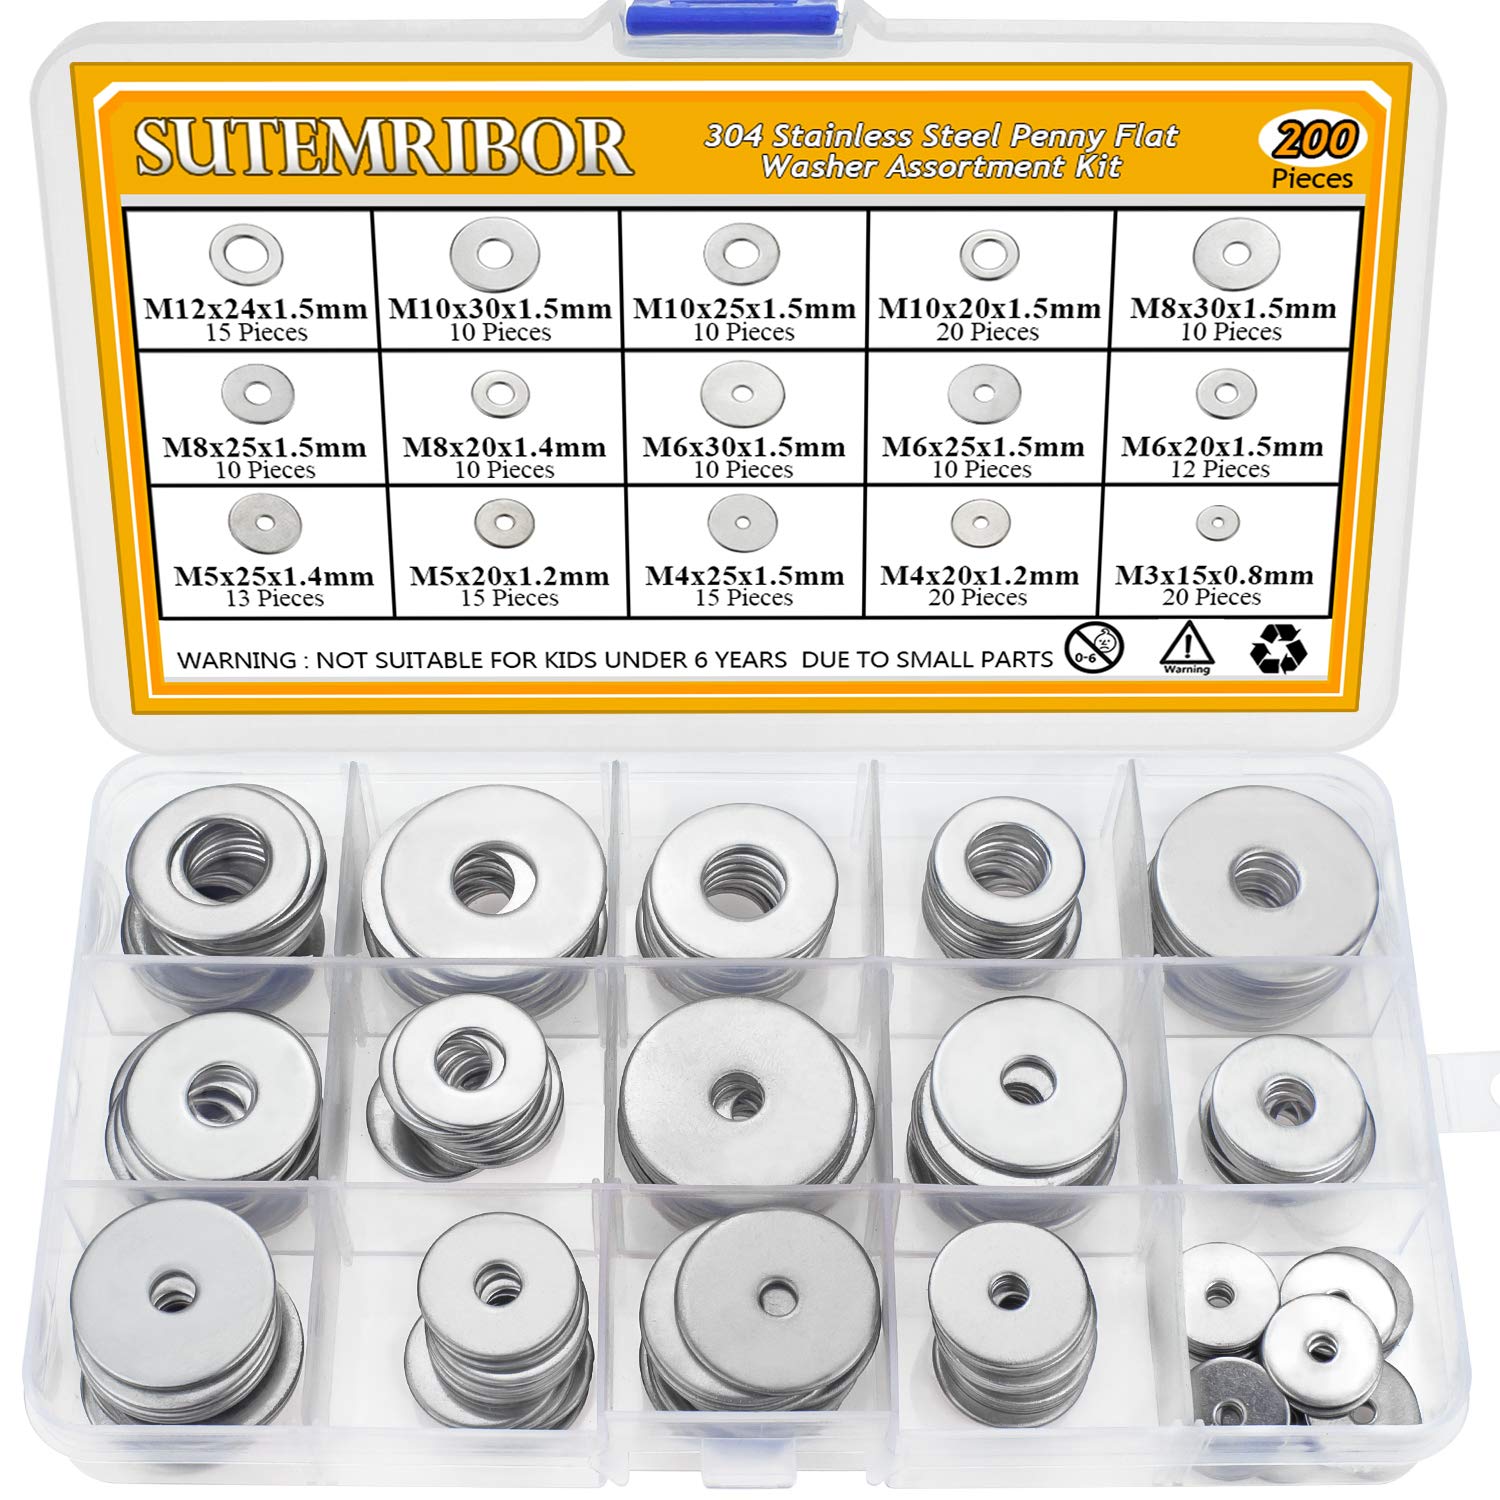 SUTEMRIBOR
304 Stainless Steel Penny Flat
Washer Assortment Kit
200
Pieces
M12x24x1.5mm
15 Pieces
M10x30x1.5mm
10 Pieces
M10x25x1.5mm
10 Pieces
M10x20x1.5mm
20 Pieces
M8x30x1.5mm
10 Pieces
M8x25x1.5mm
10 Pieces
M8x20x1.4mm
10 Pieces
M6x30x1.5mm
10 Pieces
M6x25x1.5mm
10 Pieces
M6x20x1.5mm
12 Pieces
M5x25x1.4mm
13 Pieces
M5x20x1.2mm
15 Pieces
M4x25x1.5mm
15 Pieces
M4x20x1.2mm
20 Pieces
M3x15x0.8mm
20 Pieces
WARNING : NOT SUITABLE FOR KIDS UNDER 6 YEARS DUE TO SMALL PARTS
0-6
Warning